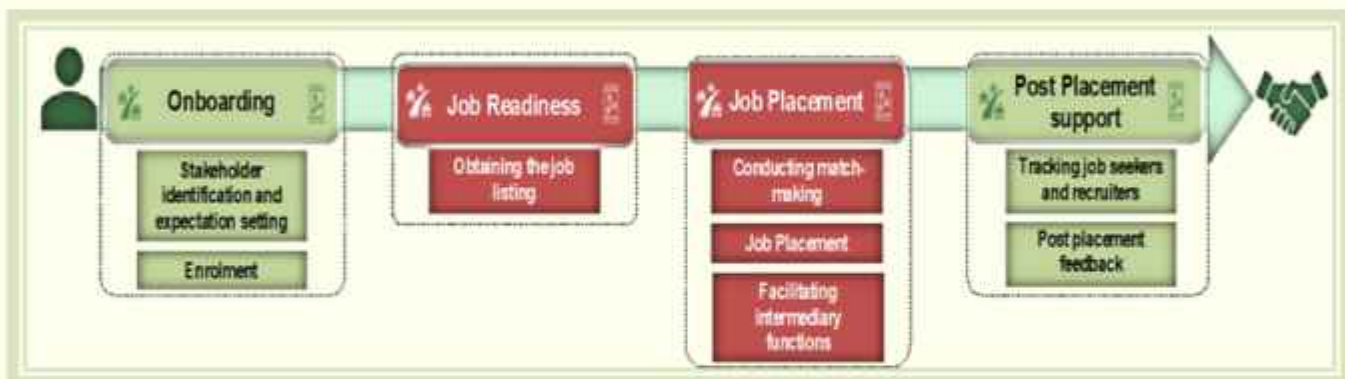 Onboarding
Stakeholder
identification and
expectation setting
Enrolment
Job Readiness
Obtaining the job
listing
Job Placement
Conducting match-
making
Job Placement
Facilitating
intermediary
functions
Post Placement
support
Tracking job seekers
and recruiters
Post placement
feedback